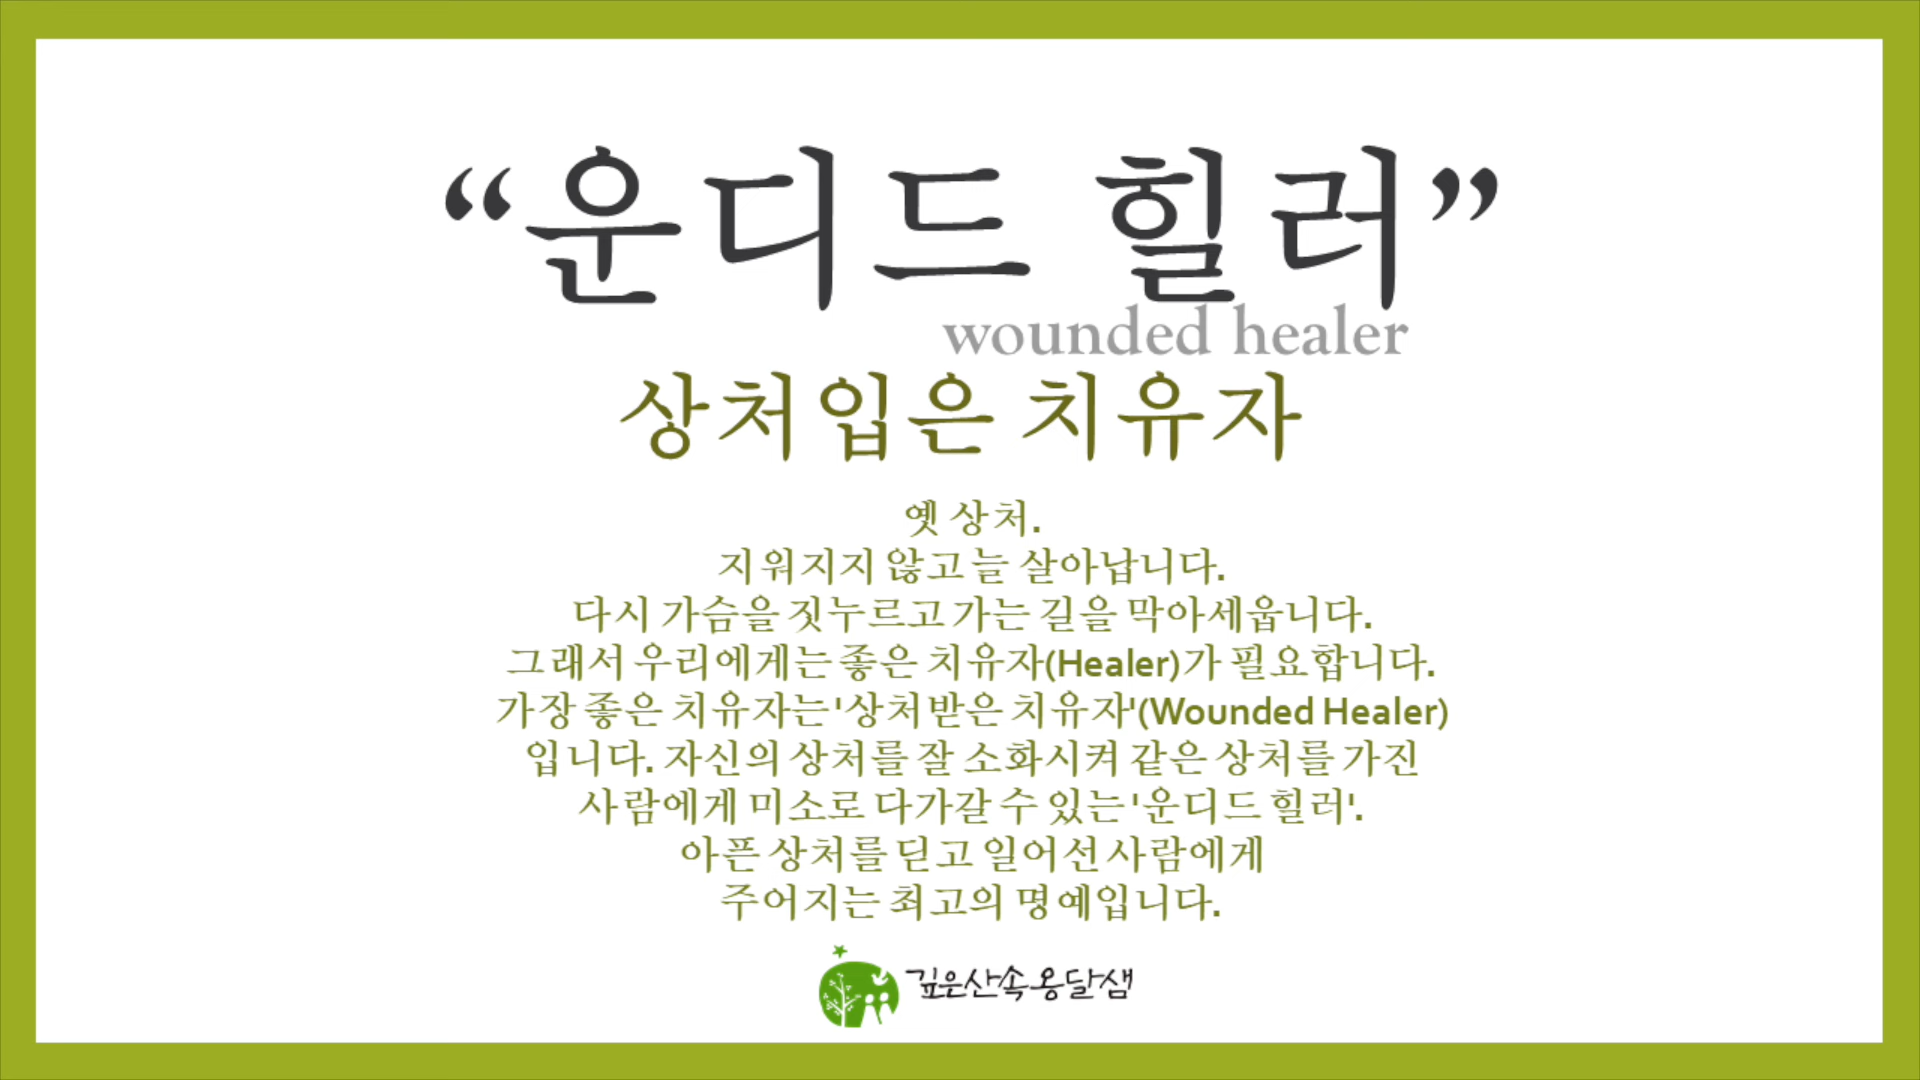 “운디드 힐러”
wounded healer
상처입은 치유자
옛 상처.
지워지지 않고 늘 살아납니다.
다시 가슴을 짓누르고 가는 길을 막아세웁니다.
그래서 우리에게는 좋은 치유자(Healer)가 필요합니다.
가장 좋은 치유자는 '상처받은 치유자'(Wounded Healer)
입니다. 자신의 상처를 잘 소화시켜 같은 상처를 가진
사람에게 미소로 다가갈 수 있는 '운디드 힐러'.
아픈 상처를 딛고 일어선 사람에게
주어지는 최고의 명예입니다.
깊은산속옹달샘